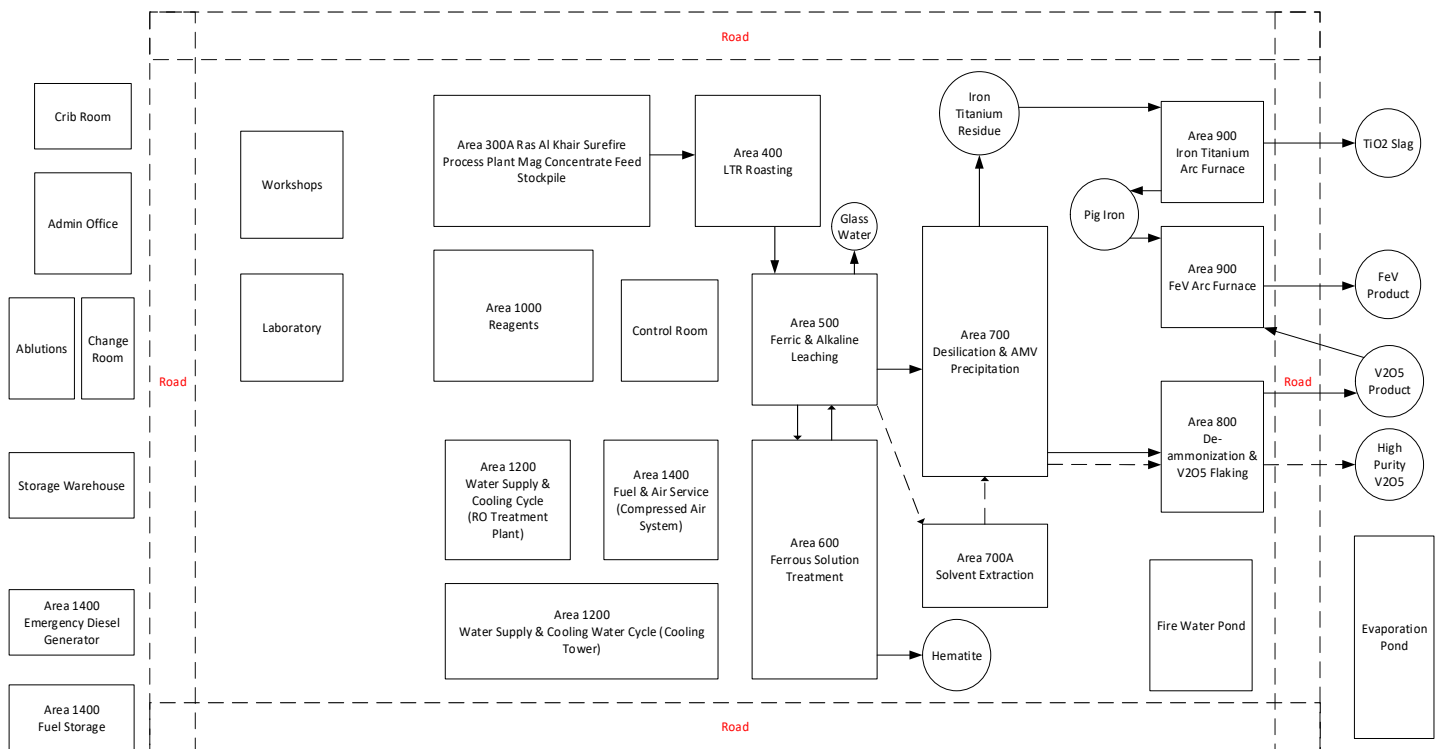 Road
Crib Room
Admin Office
Ablutions
Change
Room
Storage Warehouse
Area 1400
Emergency Diesel
Generator
Area 1400
Fuel Storage
Road
Workshops
Laboratory
Area 300A Ras Al Khair Surefire
Process Plant Mag Concentrate Feed
Stockpile
Area 400
LTR Roasting
Area 1000
Reagents
Control Room
Glass
Water
Area 500
Ferric & Alkaline
Leaching
Area 1200
Water Supply &
Cooling Cycle
(RO Treatment
Plant)
Area 1400
Fuel & Air Service
(Compressed Air
System)
Area 1200
Water Supply & Cooling Water Cycle (Cooling
Tower)
Area 600
Ferrous Solution
Treatment
Hematite
Iron
Titanium
Residue
Area 700
Desilication & AMV
Precipitation
Area 700A
Solvent Extraction
Area 900
Iron Titanium
Arc Furnace
Pig Iron
Area 900
FeV Arc Furnace
Area 800
De-
ammonization &
V2O5 Flaking
Fire Water Pond
Road
TiO2 Slag
FeV
Product
V2O5
Product
High
Purity
V2O5
Evaporation
Pond
Road